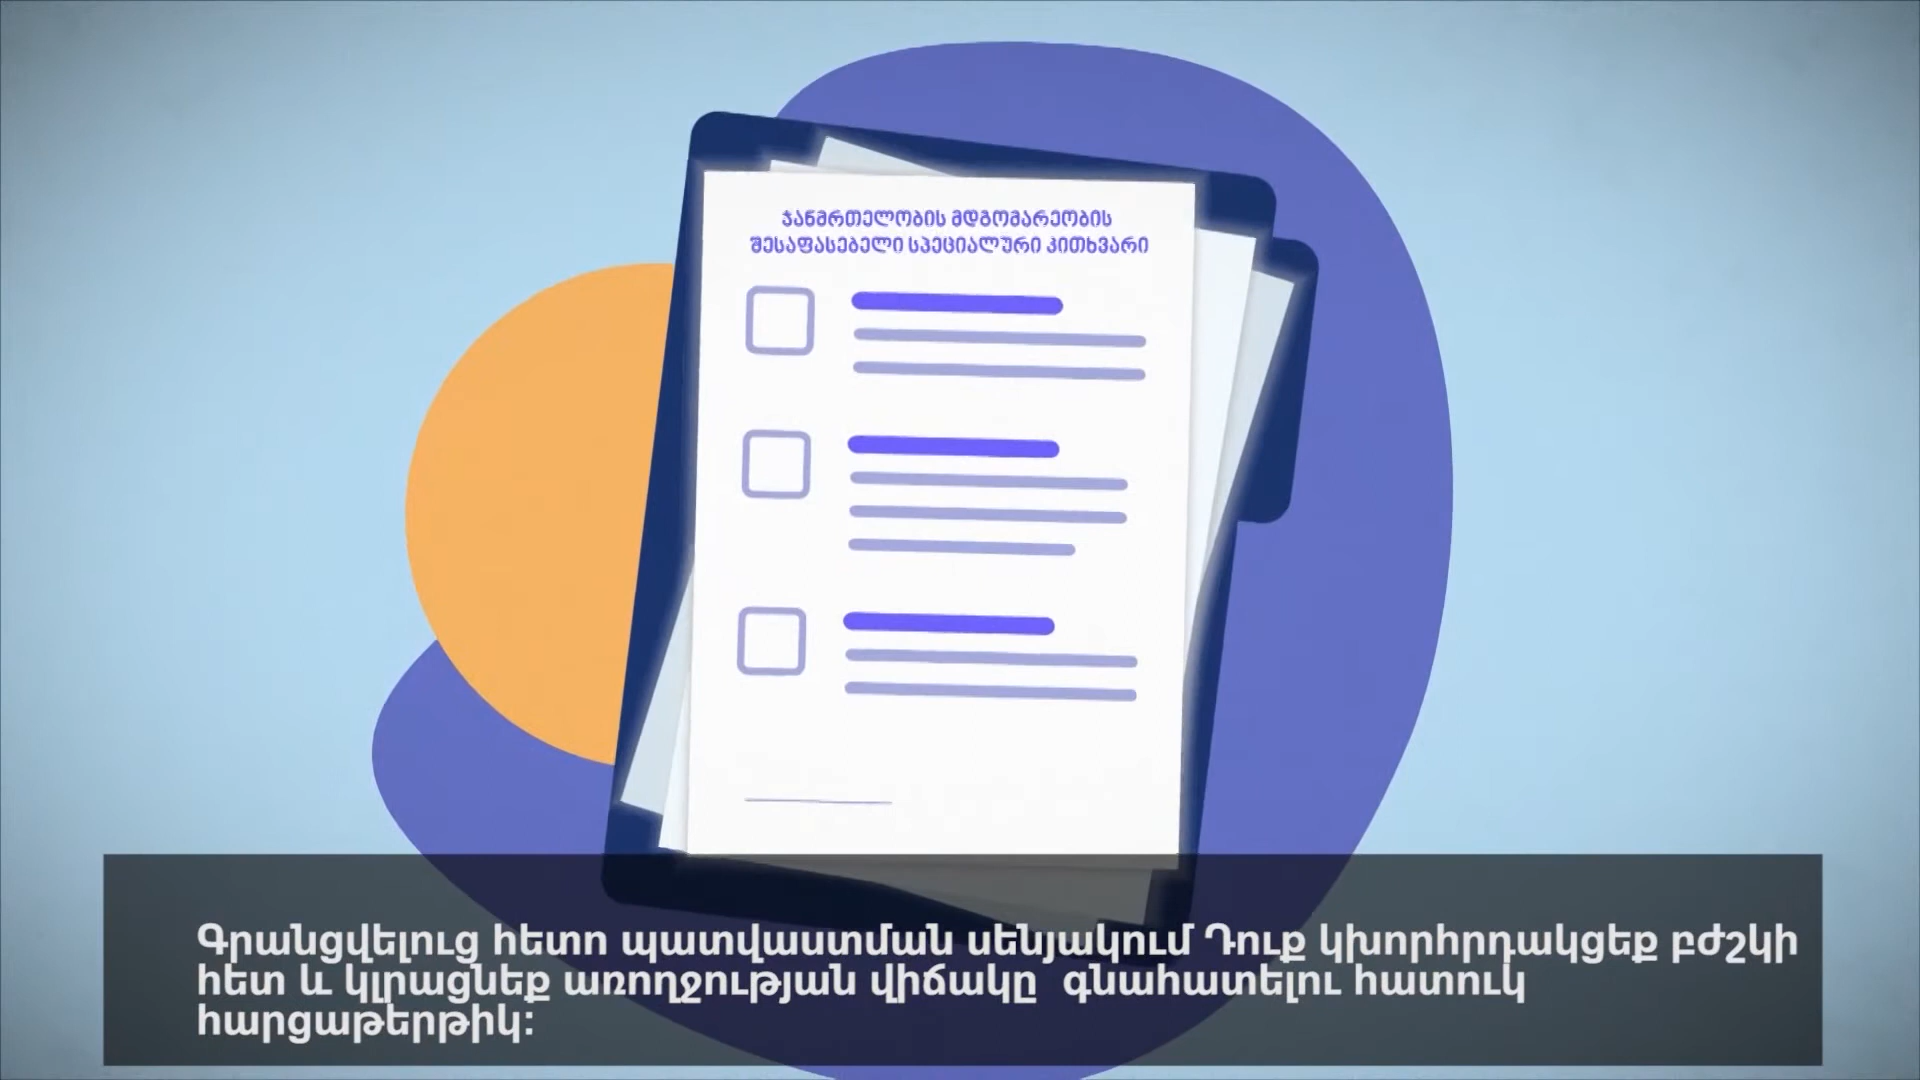 ჯანმრთელობის მდგომარეობის
შესაფასებელი სპეციალური კითხვარი
Գրանցվելուց հետո պատվաստման սենյակում Դուք կխորհրդակցեք բժշկի
հետ և կլրացնեք առողջության վիճակը գնահատելու հատուկ
հարցաթերթիկ: